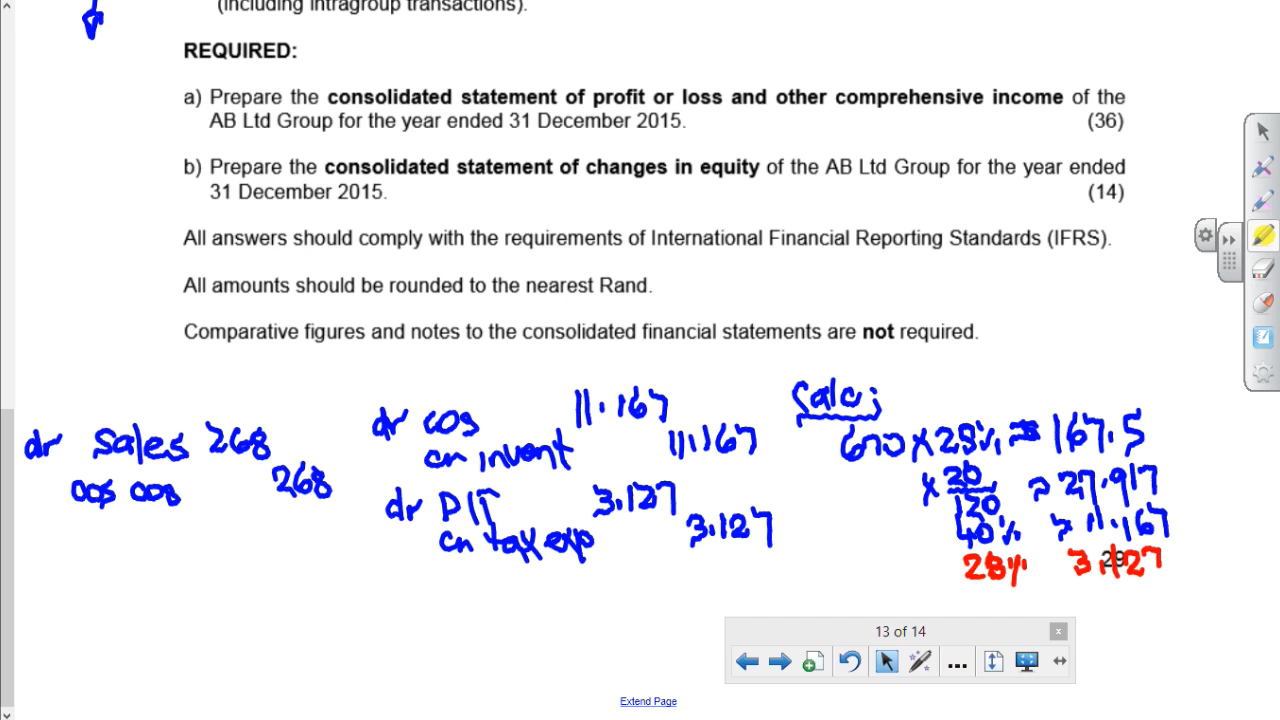 (including intragroup transactions).
REQUIRED:
a) Prepare the consolidated statement of profit or loss and other comprehensive income of the
AB Ltd Group for the year ended 31 December 2015. (36)
b) Prepare the consolidated statement of changes in equity of the AB Ltd Group for the year ended
31 December 2015. (14)
All answers should comply with the requirements of International Financial Reporting Standards (IFRS).
All amounts should be rounded to the nearest Rand.
Comparative figures and notes to the consolidated financial statements are not required.
dr Sales 268
cos 268
dr cos 11.167
cr invent 11.167
dr DIT 3.127
cr tax exp 3.127
Calc:
670 x 25% = 167.5
x 20/120 = 27.917
40% = 11.167
28% 3.127
29
13 of 14
Extend Page